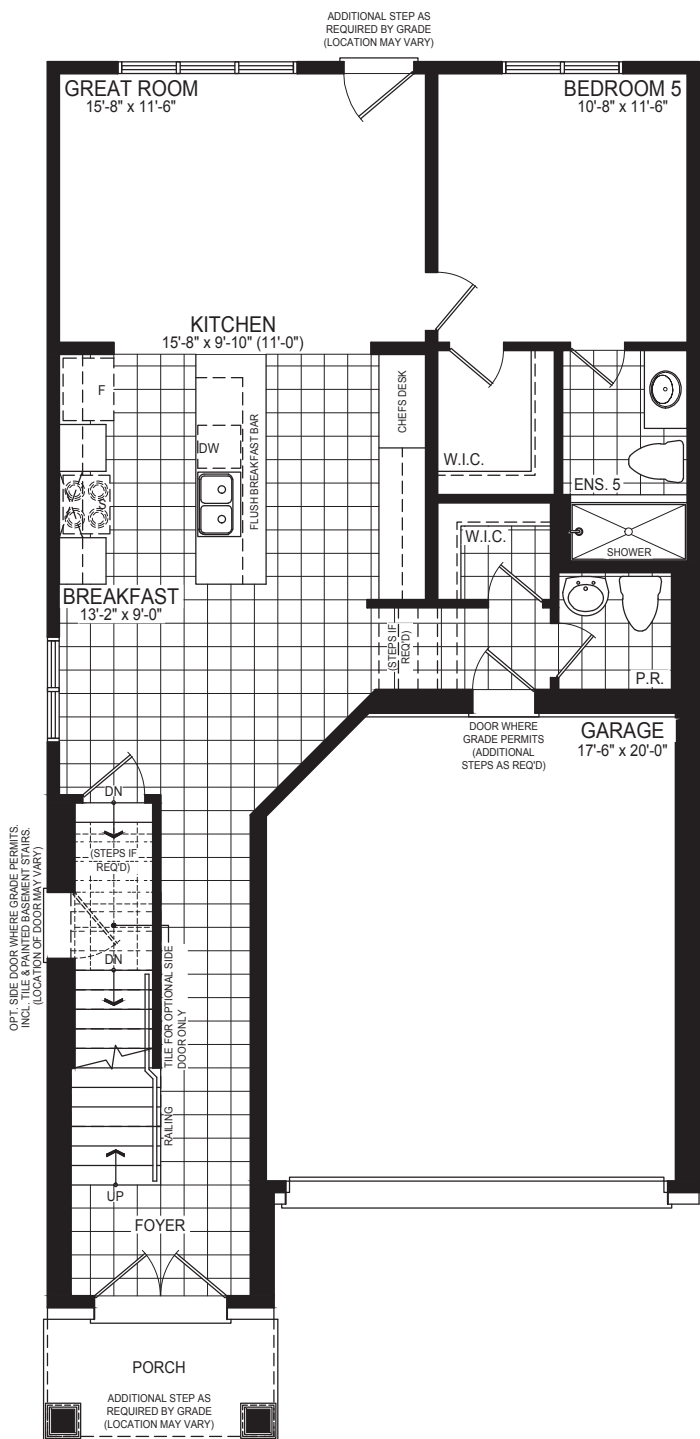 ADDITIONAL STEP AS
REQUIRED BY GRADE
(LOCATION MAY VARY)
GREAT ROOM
15'-8" x 11'-6"
BEDROOM 5
10'-8" x 11'-6"
KITCHEN
15'-8" x 9'-10" (11'-0")
F
CHEFS DESK
DW
FLUSH BREAKFAST BAR
S
W.I.C.
ENS. 5
W.I.C.
SHOWER
BREAKFAST
13'-2" x 9'-0"
(STEPS IF
REQ'D)
P.R.
DOOR WHERE
GRADE PERMITS
(ADDITIONAL
STEPS AS REQ'D)
GARAGE
17'-6" x 20'-0"
DN
(STEPS IF
REQ'D)
OPT. SIDE DOOR WHERE GRADE PERMITS.
INCL. TILE & PAINTED BASEMENT STAIRS.
(LOCATION OF DOOR MAY VARY)
DN
TILE FOR OPTIONAL SIDE
DOOR ONLY
RAILING
UP
FOYER
PORCH
ADDITIONAL STEP AS
REQUIRED BY GRADE
(LOCATION MAY VARY)